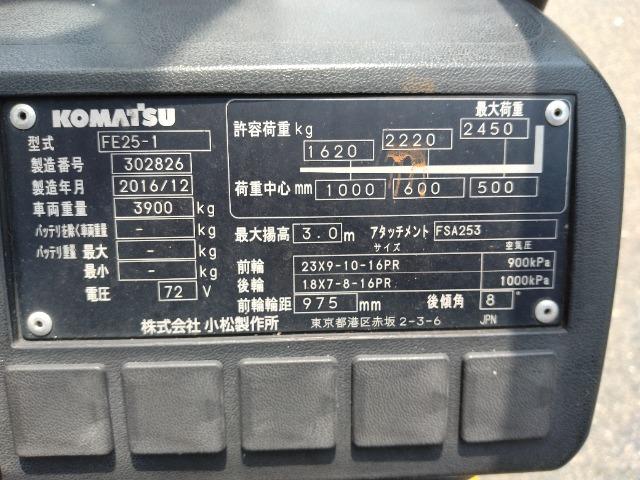 KOMATSU
型式 FE25-1
製造番号 302826
製造年月 2016/12
車両重量 3900 kg
バッテリを除く車両重量 - kg
バッテリ重量 最大 - kg
最小 - kg
電圧 72 V
最大荷重
許容荷重 kg 1620 2220 2450
荷重中心 mm 1000 600 500
最大揚高 3.0 m アタッチメント FSA253
サイズ 空気圧
前輪 23X9-10-16PR 900kPa
後輪 18X7-8-16PR 1000kPa
前輪輪距 975 mm 後傾角 8 °
株式会社 小松製作所 東京都港区赤坂 2-3-6 JPN